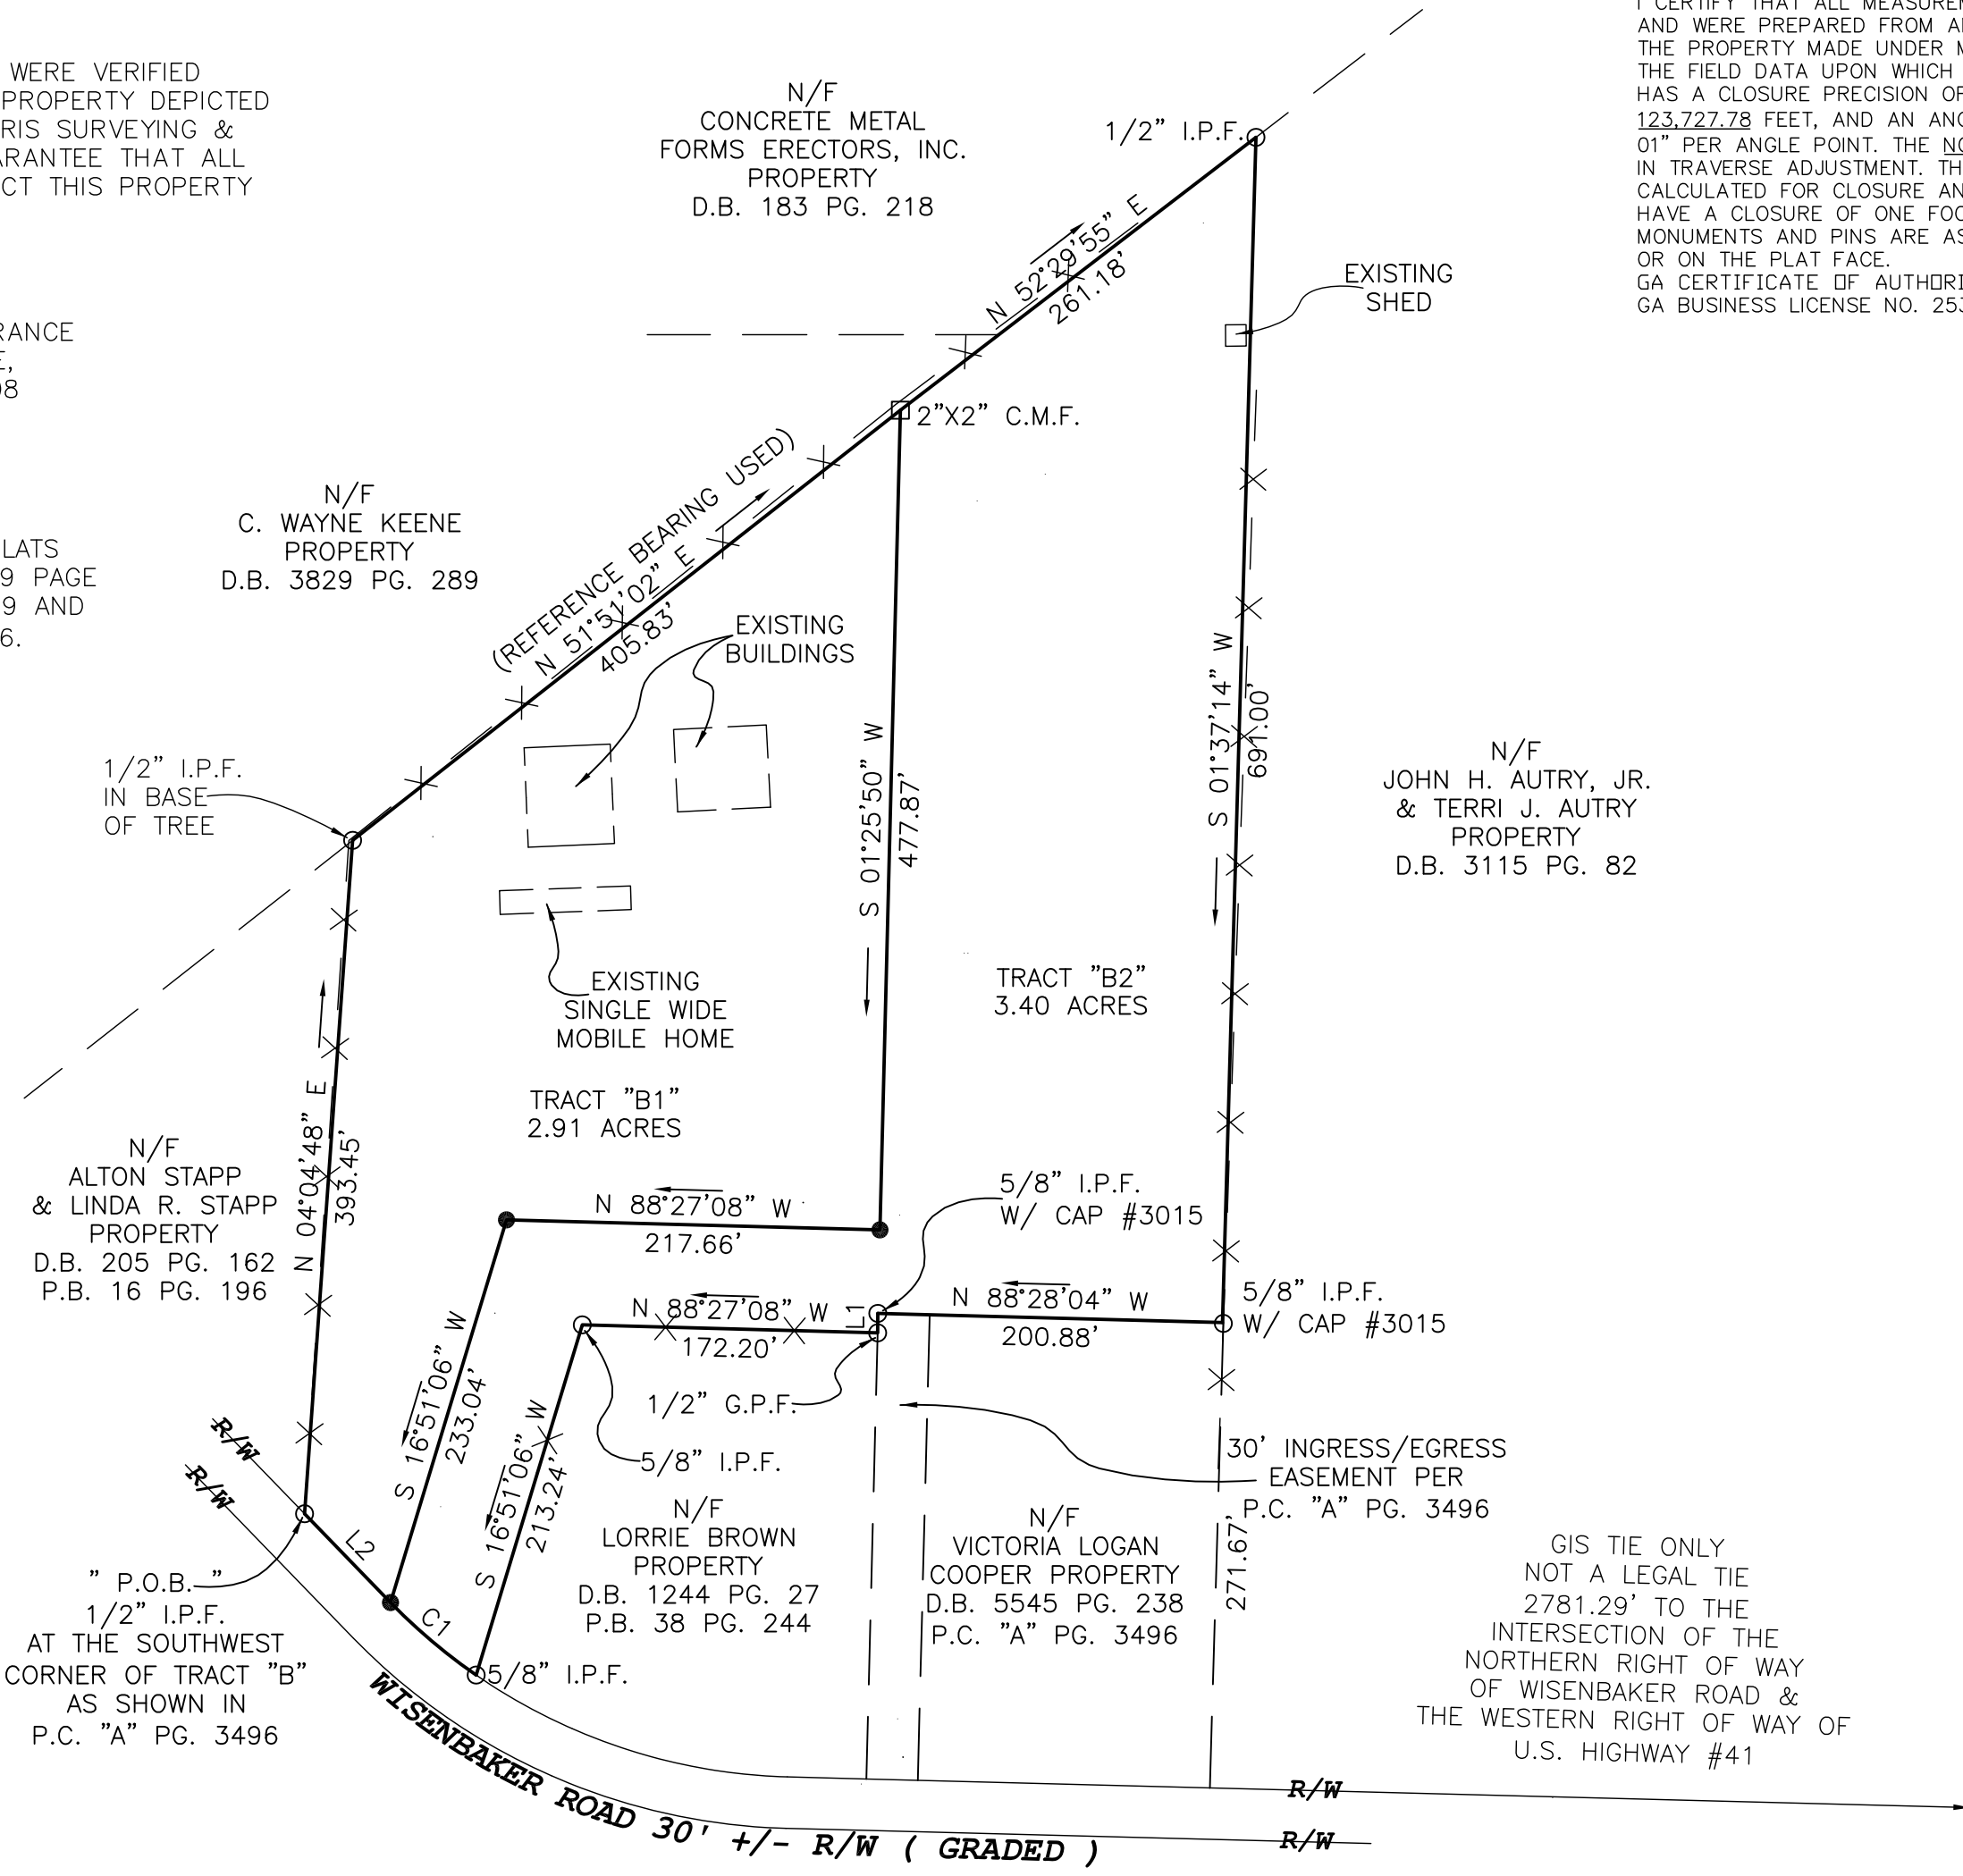 WERE VERIFIED
PROPERTY DEPICTED
RIS SURVEYING &
ARANTEE THAT ALL
CT THIS PROPERTY
RANCE
E,
98
LATS
9 PAGE
9 AND
6.
I CERTIFY THAT ALL MEASUREM
AND WERE PREPARED FROM A
THE PROPERTY MADE UNDER M
THE FIELD DATA UPON WHICH
HAS A CLOSURE PRECISION OF
123,727.78 FEET, AND AN ANG
01" PER ANGLE POINT. THE NO
IN TRAVERSE ADJUSTMENT. TH
CALCULATED FOR CLOSURE AN
HAVE A CLOSURE OF ONE FOO
MONUMENTS AND PINS ARE AS
OR ON THE PLAT FACE.
GA CERTIFICATE OF AUTHORI
GA BUSINESS LICENSE NO. 253
N/F
CONCRETE METAL
FORMS ERECTORS, INC.
PROPERTY
D.B. 183 PG. 218
1/2" I.P.F.
N 52°29'55" E
261.18'
EXISTING
SHED
2"X2" C.M.F.
N/F
C. WAYNE KEENE
PROPERTY
D.B. 3829 PG. 289
(REFERENCE BEARING USED)
N 51°51'02" E
405.83'
EXISTING
BUILDINGS
S 01°25'50" W
477.87'
S 01°37'14" W
691.00'
1/2" I.P.F.
IN BASE
OF TREE
N/F
JOHN H. AUTRY, JR.
& TERRI J. AUTRY
PROPERTY
D.B. 3115 PG. 82
EXISTING
SINGLE WIDE
MOBILE HOME
TRACT "B2"
3.40 ACRES
TRACT "B1"
2.91 ACRES
N 04°04'48" E
393.45'
N/F
ALTON STAPP
& LINDA R. STAPP
PROPERTY
D.B. 205 PG. 162
P.B. 16 PG. 196
N 88°27'08" W
217.66'
5/8" I.P.F.
W/ CAP #3015
N 88°27'08" W
172.20'
L1
N 88°28'04" W
200.88'
5/8" I.P.F.
W/ CAP #3015
S 16°51'06" W
233.04'
S 16°51'06" W
213.24'
1/2" G.P.F.
5/8" I.P.F.
30' INGRESS/EGRESS
EASEMENT PER
P.C. "A" PG. 3496
R/W
R/W
L2
C1
N/F
LORRIE BROWN
PROPERTY
D.B. 1244 PG. 27
P.B. 38 PG. 244
N/F
VICTORIA LOGAN
COOPER PROPERTY
D.B. 5545 PG. 238
P.C. "A" PG. 3496
271.67'
" P.O.B. "
1/2" I.P.F.
AT THE SOUTHWEST
CORNER OF TRACT "B"
AS SHOWN IN
P.C. "A" PG. 3496
5/8" I.P.F.
GIS TIE ONLY
NOT A LEGAL TIE
2781.29' TO THE
INTERSECTION OF THE
NORTHERN RIGHT OF WAY
OF WISENBAKER ROAD &
THE WESTERN RIGHT OF WAY OF
U.S. HIGHWAY #41
WISENBAKER ROAD 30' +/- R/W ( GRADED )
R/W
R/W